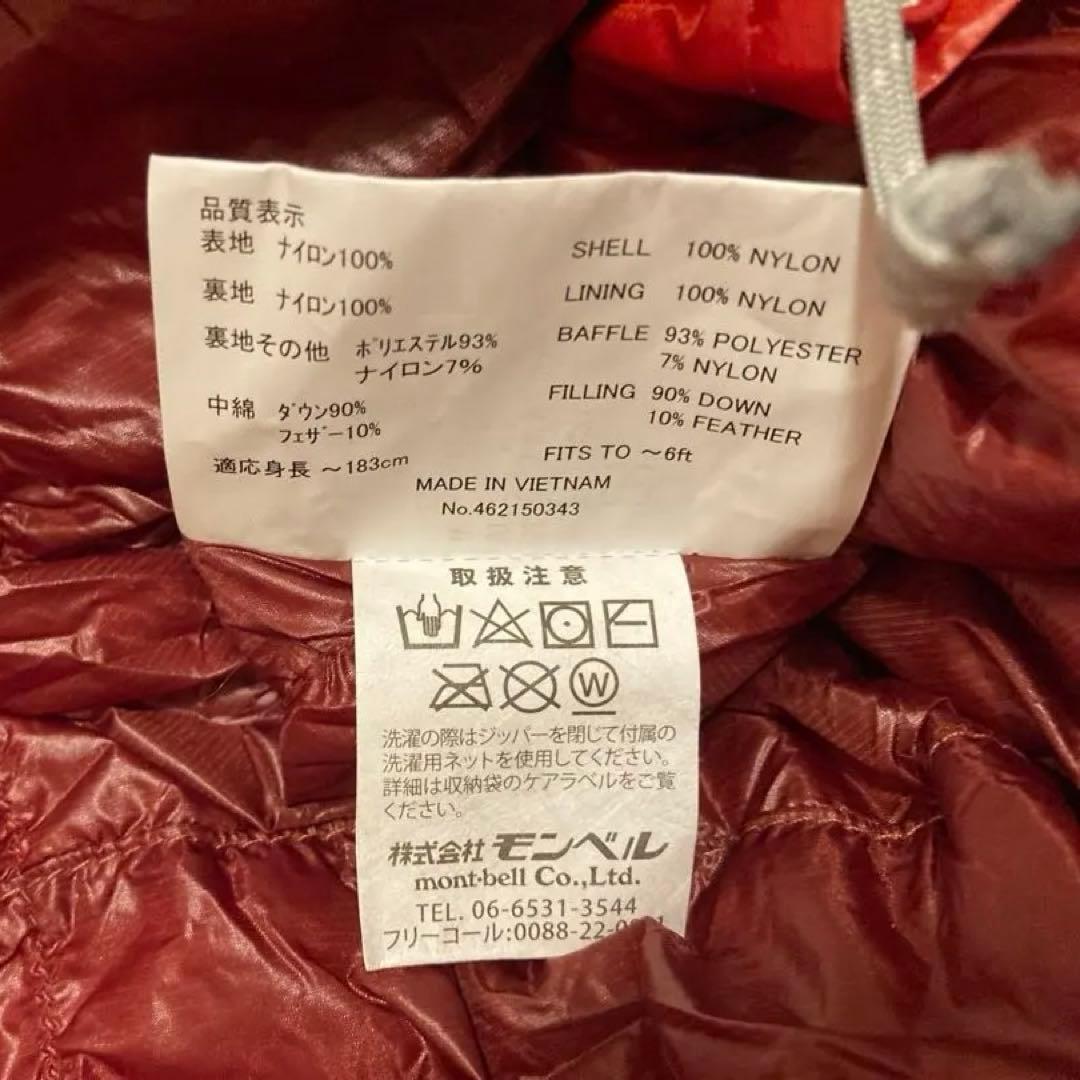 品質表示
表地 ナイロン100%
裏地 ナイロン100%
裏地その他 ポリエステル93%
ナイロン7%
中綿 ダウン90%
フェザー10%
適応身長 ～183cm
SHELL 100% NYLON
LINING 100% NYLON
BAFFLE 93% POLYESTER
7% NYLON
FILLING 90% DOWN
10% FEATHER
FITS TO ～6ft
MADE IN VIETNAM
No.462150343
取扱注意
W
洗濯の際はジッパーを閉じて付属の
洗濯用ネットを使用してください。
詳細は収納袋のケアラベルをご覧
ください。
株式会社モンベル
mont-bell Co.,Ltd.
TEL. 06-6531-3544
フリーコール:0088-22-